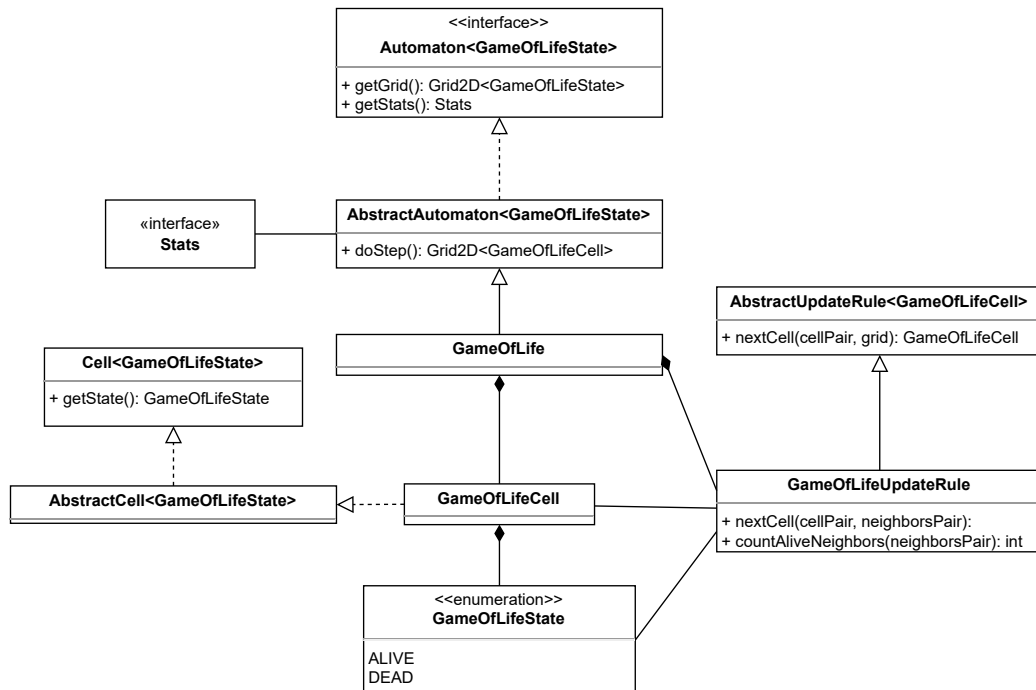 <<interface>>
Automaton<GameOfLifeState>
+ getGrid(): Grid2D<GameOfLifeState>
+ getStats(): Stats
«interface»
Stats
AbstractAutomaton<GameOfLifeState>
+ doStep(): Grid2D<GameOfLifeCell>
AbstractUpdateRule<GameOfLifeCell>
+ nextCell(cellPair, grid): GameOfLifeCell
GameOfLife
Cell<GameOfLifeState>
+ getState(): GameOfLifeState
AbstractCell<GameOfLifeState>
GameOfLifeCell
GameOfLifeUpdateRule
+ nextCell(cellPair, neighborsPair):
+ countAliveNeighbors(neighborsPair): int
<<enumeration>>
GameOfLifeState
ALIVE
DEAD